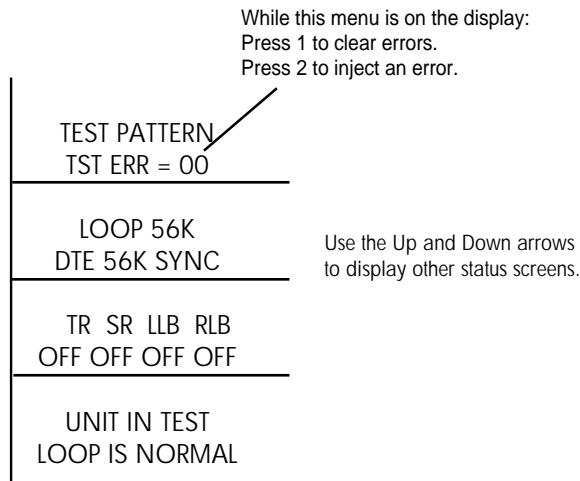 While this menu is on the display:
Press 1 to clear errors.
Press 2 to inject an error.
TEST PATTERN
TST ERR = 00
LOOP 56K
DTE 56K SYNC
Use the Up and Down arrows
to display other status screens.
TR SR LLB RLB
OFF OFF OFF OFF
UNIT IN TEST
LOOP IS NORMAL